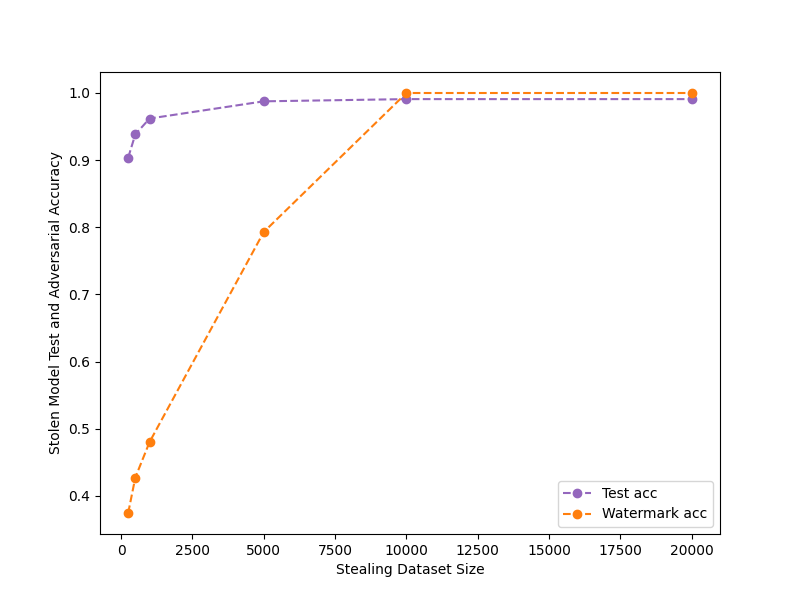 1.0
0.9
0.8
0.7
0.6
0.5
0.4
Stolen Model Test and Adversarial Accuracy
Test acc
Watermark acc
0 2500 5000 7500 10000 12500 15000 17500 20000
Stealing Dataset Size